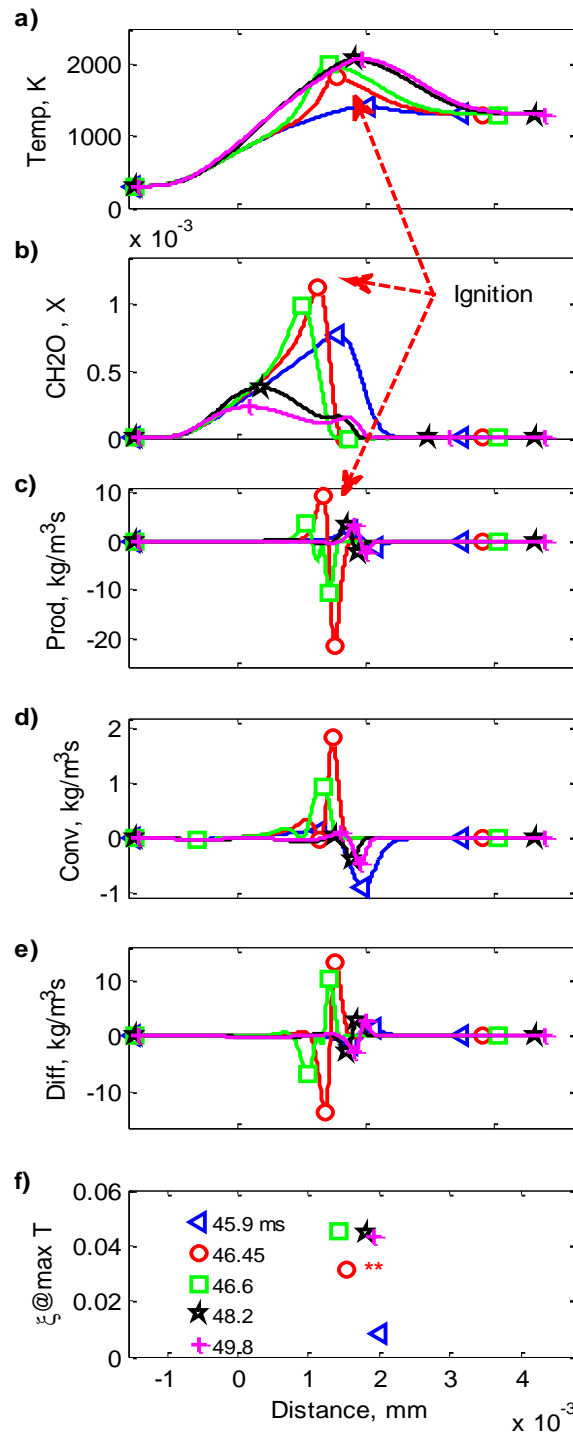 a)
2000
1000
0
Temp, K
x 10⁻³
b)
1
0.5
0
CH2O , X
Ignition
c)
10
0
-10
-20
Prod, kg/m³s
d)
2
1
0
-1
Conv, kg/m³s
e)
10
0
-10
Diff, kg/m³s
f)
0.06
0.04
0.02
0
ξ@max T
45.9 ms
46.45
46.6
48.2
49.8
**
-1 0 1 2 3 4
Distance, mm
x 10⁻³